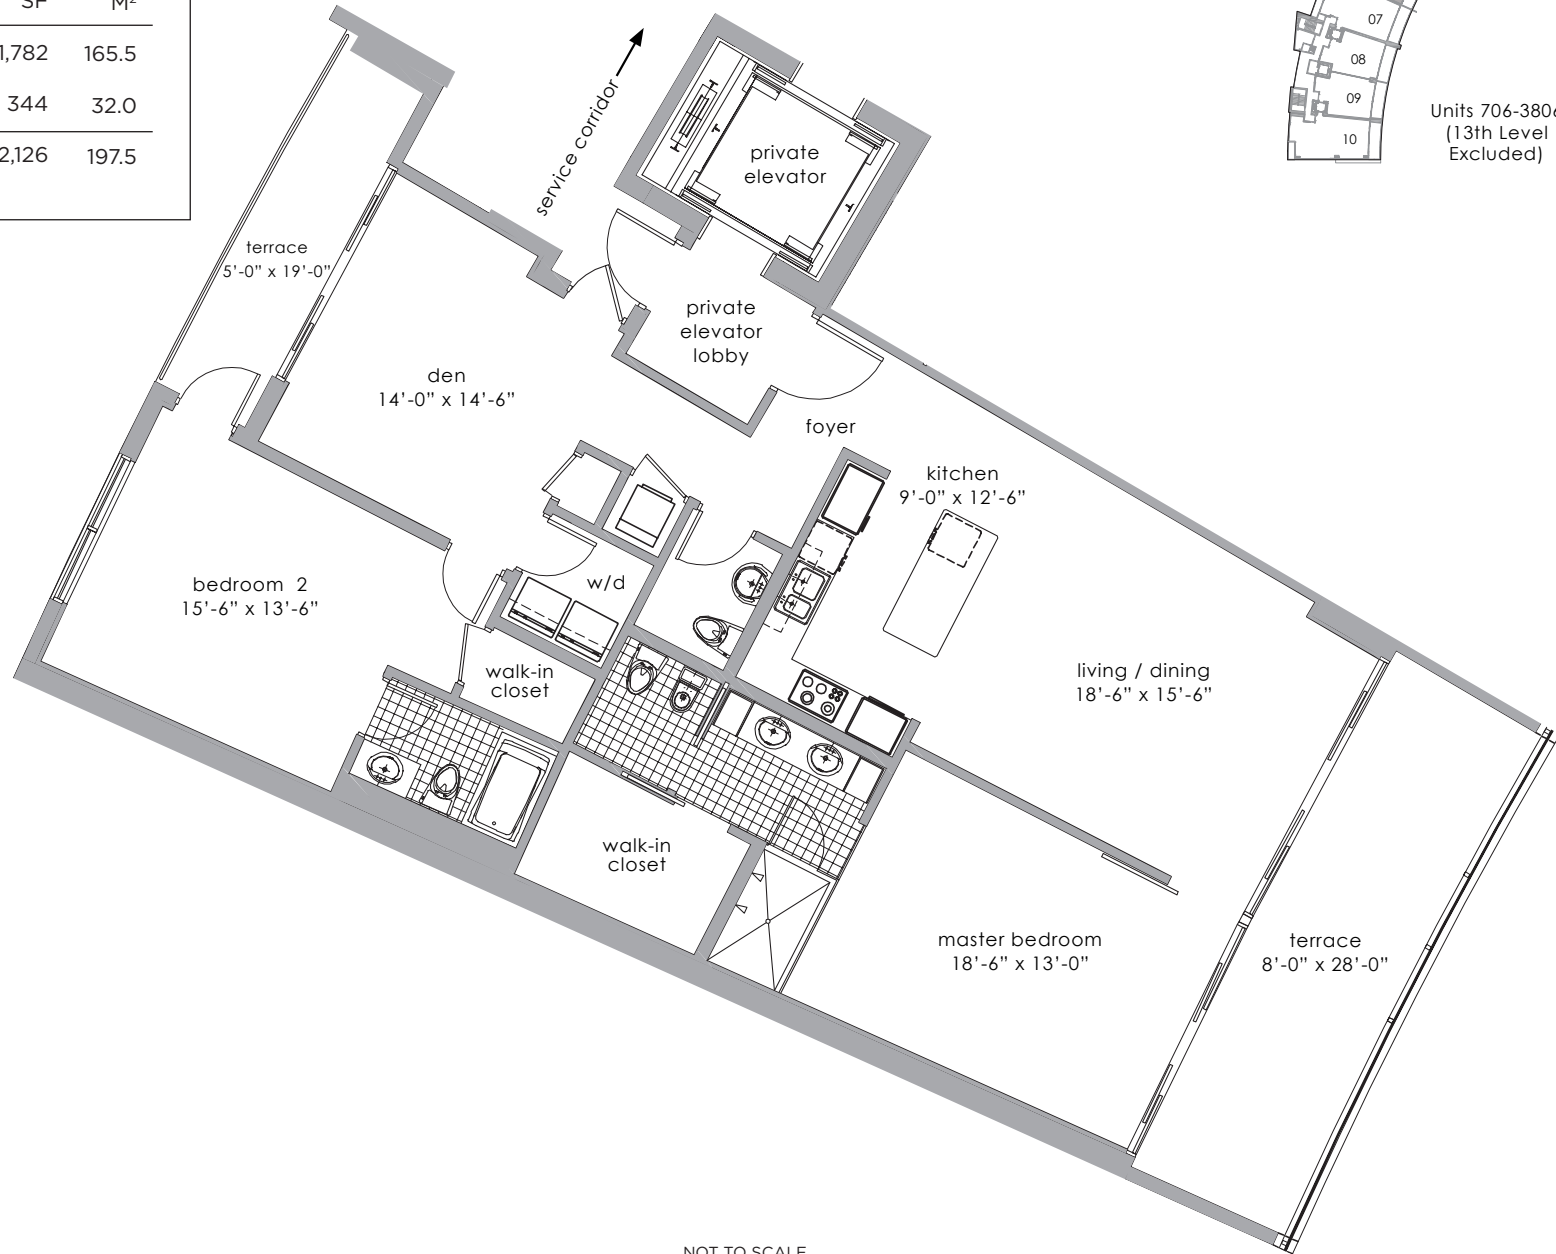 SF M²
1,782 165.5
344 32.0
2,126 197.5
07
08
09
10
Units 706-3806
(13th Level
Excluded)
service corridor
private
elevator
terrace
5’-0” x 19’-0”
private
elevator
lobby
den
14’-0” x 14’-6”
foyer
kitchen
9’-0” x 12’-6”
bedroom 2
15’-6” x 13’-6”
w/d
walk-in
closet
living / dining
18’-6” x 15’-6”
walk-in
closet
master bedroom
18’-6” x 13’-0”
terrace
8’-0” x 28’-0”
NOT TO SCALE